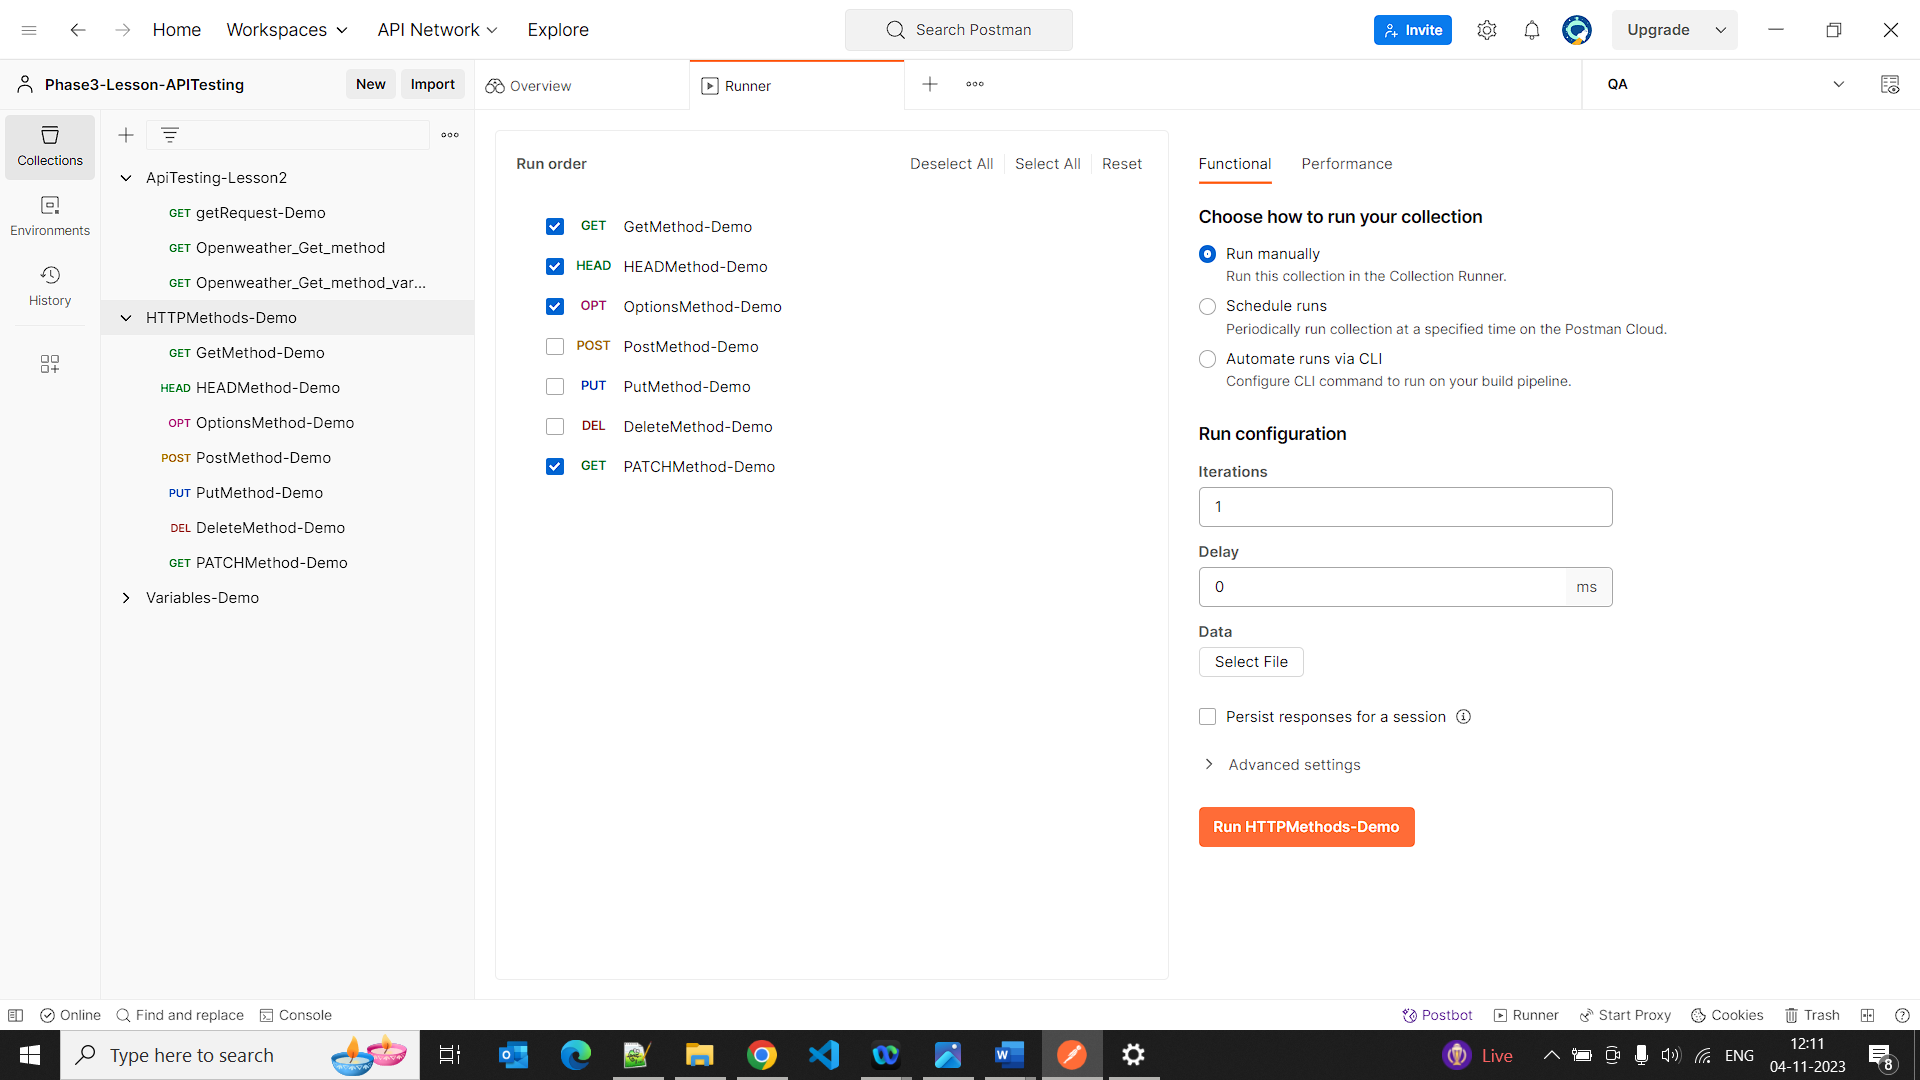 Home Workspaces API Network Explore Search Postman Invite Upgrade
Phase3-Lesson-APITesting New Import Overview Runner QA
Collections
Environments
History
ApiTesting-Lesson2
GET getRequest-Demo
GET Openweather_Get_method
GET Openweather_Get_method_var...
HTTPMethods-Demo
GET GetMethod-Demo
HEAD HEADMethod-Demo
OPT OptionsMethod-Demo
POST PostMethod-Demo
PUT PutMethod-Demo
DEL DeleteMethod-Demo
GET PATCHMethod-Demo
Variables-Demo
Run order Deselect All Select All Reset
GET GetMethod-Demo
HEAD HEADMethod-Demo
OPT OptionsMethod-Demo
POST PostMethod-Demo
PUT PutMethod-Demo
DEL DeleteMethod-Demo
GET PATCHMethod-Demo
Functional Performance
Choose how to run your collection
Run manually
Run this collection in the Collection Runner.
Schedule runs
Periodically run collection at a specified time on the Postman Cloud.
Automate runs via CLI
Configure CLI command to run on your build pipeline.
Run configuration
Iterations
1
Delay
0 ms
Data
Select File
Persist responses for a session
Advanced settings
Run HTTPMethods-Demo
Online Find and replace Console Postbot Runner Start Proxy Cookies Trash
Type here to search Live ENG 12:11
04-11-2023 8